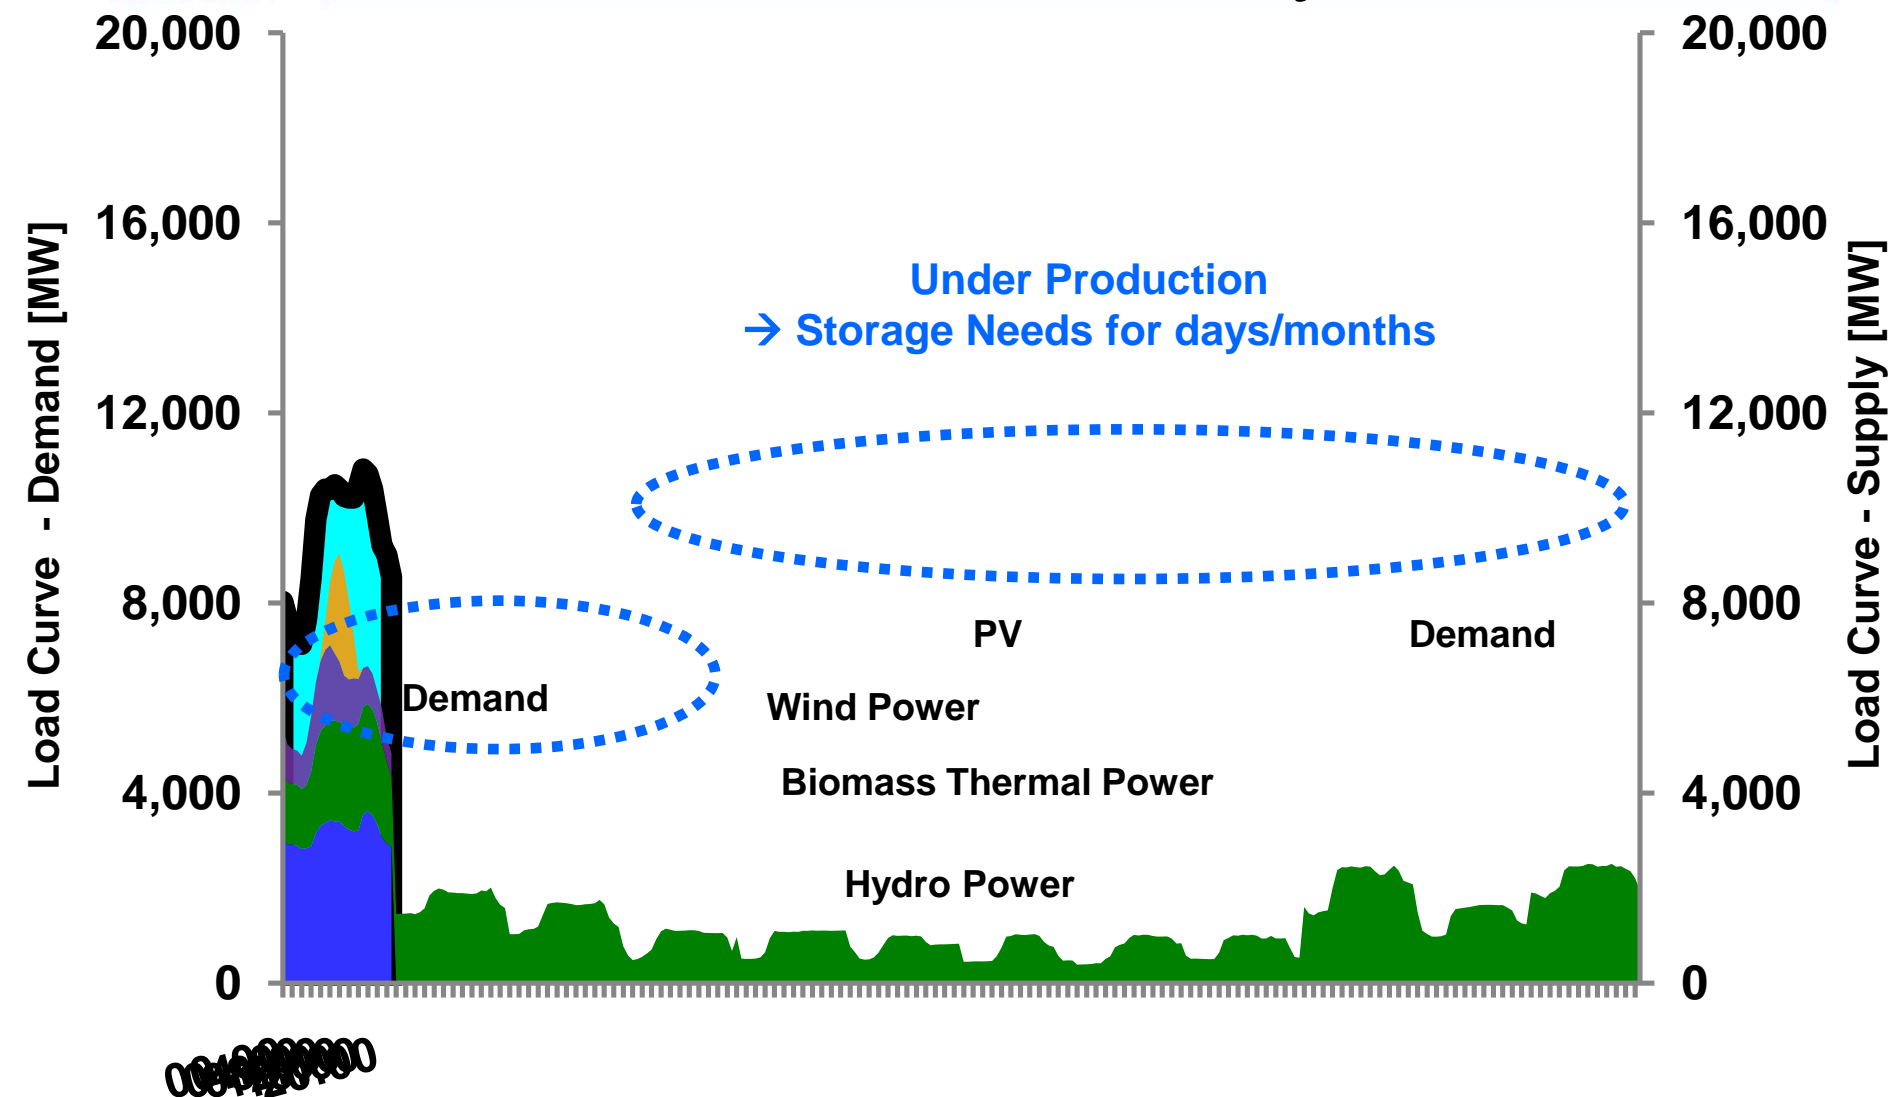 20,000
20,000
16,000
16,000
Under Production
→ Storage Needs for days/months
12,000
12,000
Load Curve - Demand [MW]
Load Curve - Supply [MW]
8,000
8,000
PV
Demand
Demand
Wind Power
4,000
Biomass Thermal Power
4,000
Hydro Power
0
0